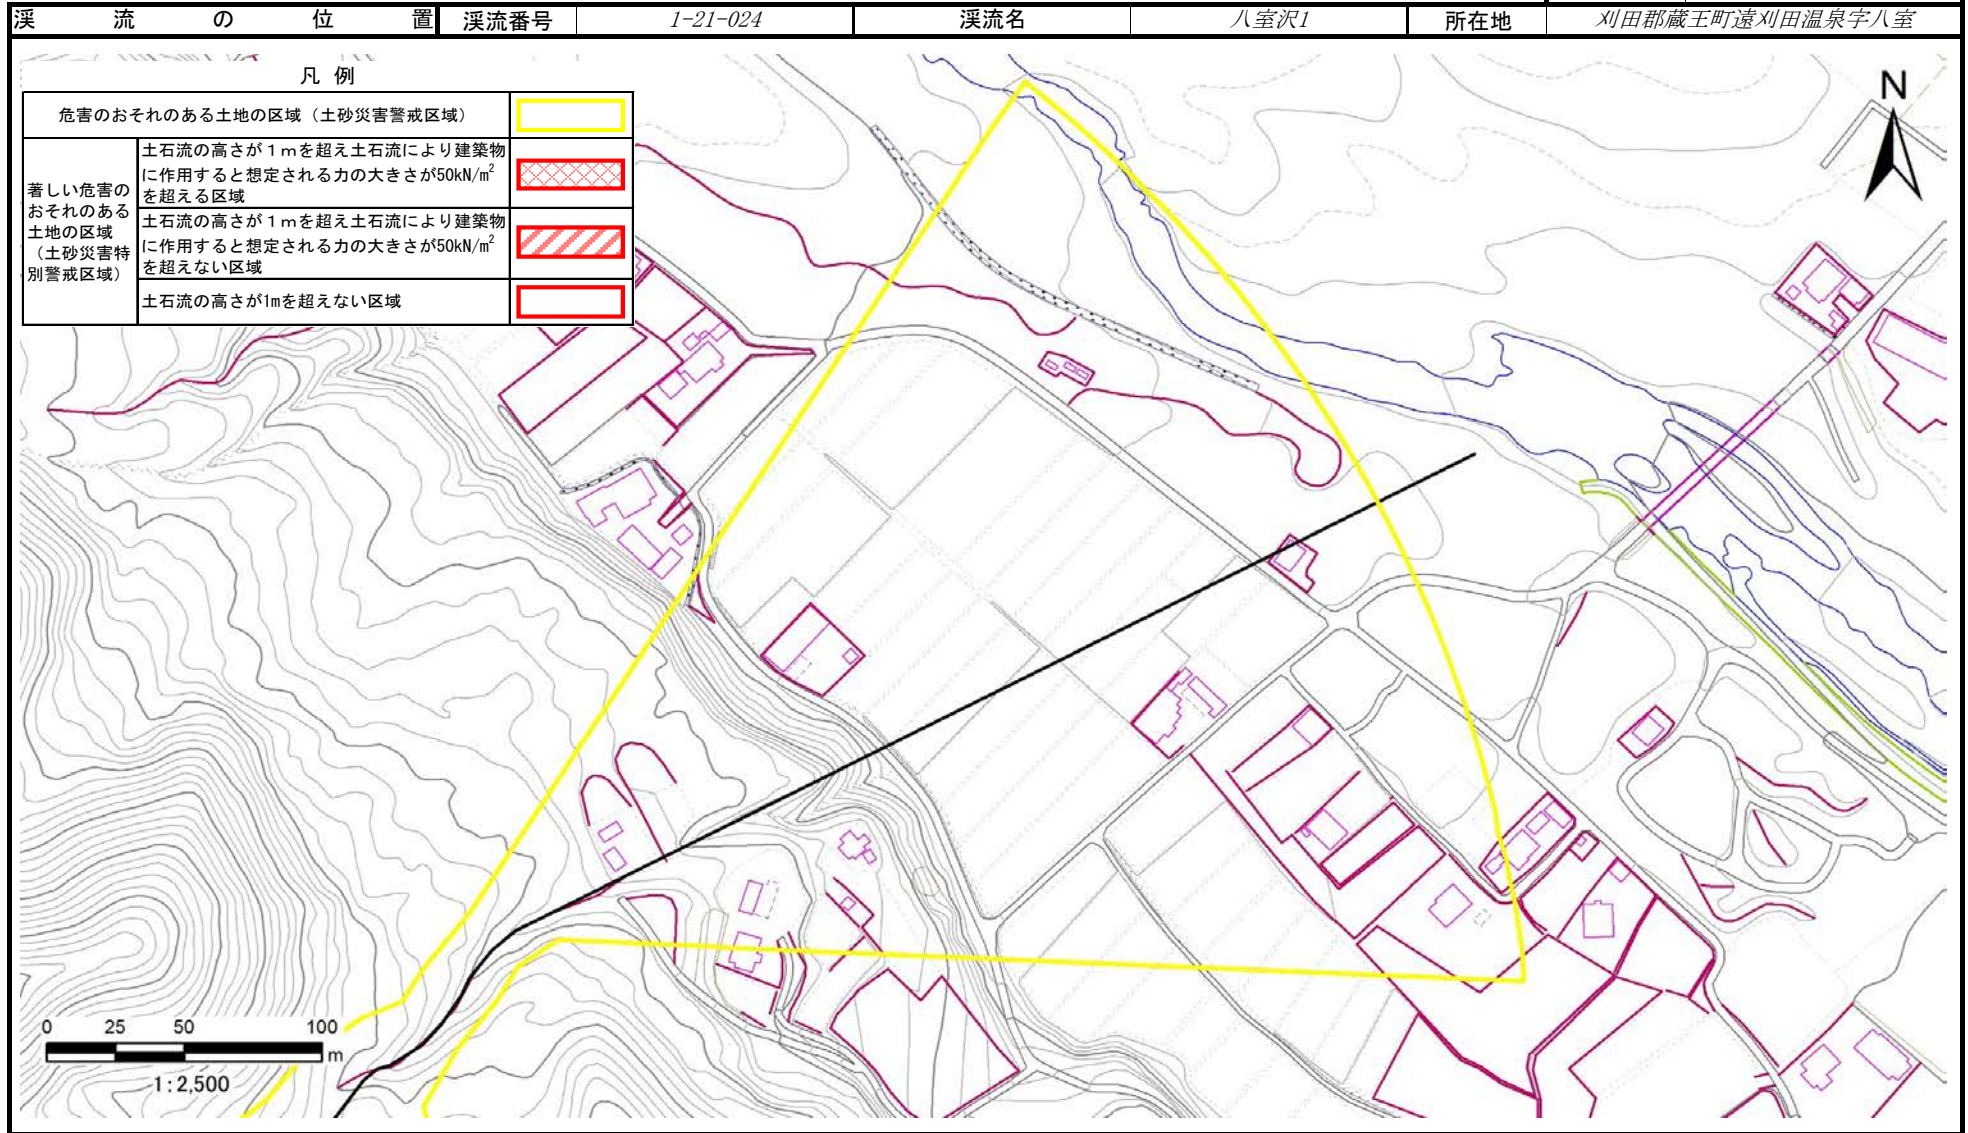 渓流の位置 渓流番号 1-21-024 渓流名 八室沢1 所在地 刈田郡蔵王町遠刈田温泉字八室
凡 例
危害のおそれのある土地の区域（土砂災害警戒区域）
著しい危害の
おそれのある
土地の区域
（土砂災害特
別警戒区域）
土石流の高さが１ｍを超え土石流により建築物
に作用すると想定される力の大きさが50kN/㎡
を超える区域
土石流の高さが１ｍを超え土石流により建築物
に作用すると想定される力の大きさが50kN/㎡
を超えない区域
土石流の高さが1mを超えない区域
N
0 25 50 100
m
1:2,500